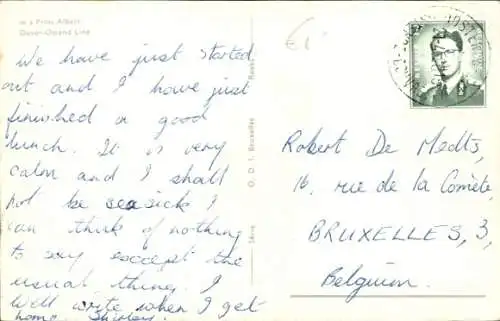 m.s Prins Albert
Dover-Ostend Line
We have just started
out and I have just
finished a good
lunch. It is very
calm and I shall
not be seasick I
can think of nothing
to say except the
usual thing. I
Well write when I get
home. Shirley.
O. D. I. Bruxelles
Robert De Medts,
16, rue de la Comète,
BRUXELLES, 3,
Belgium.